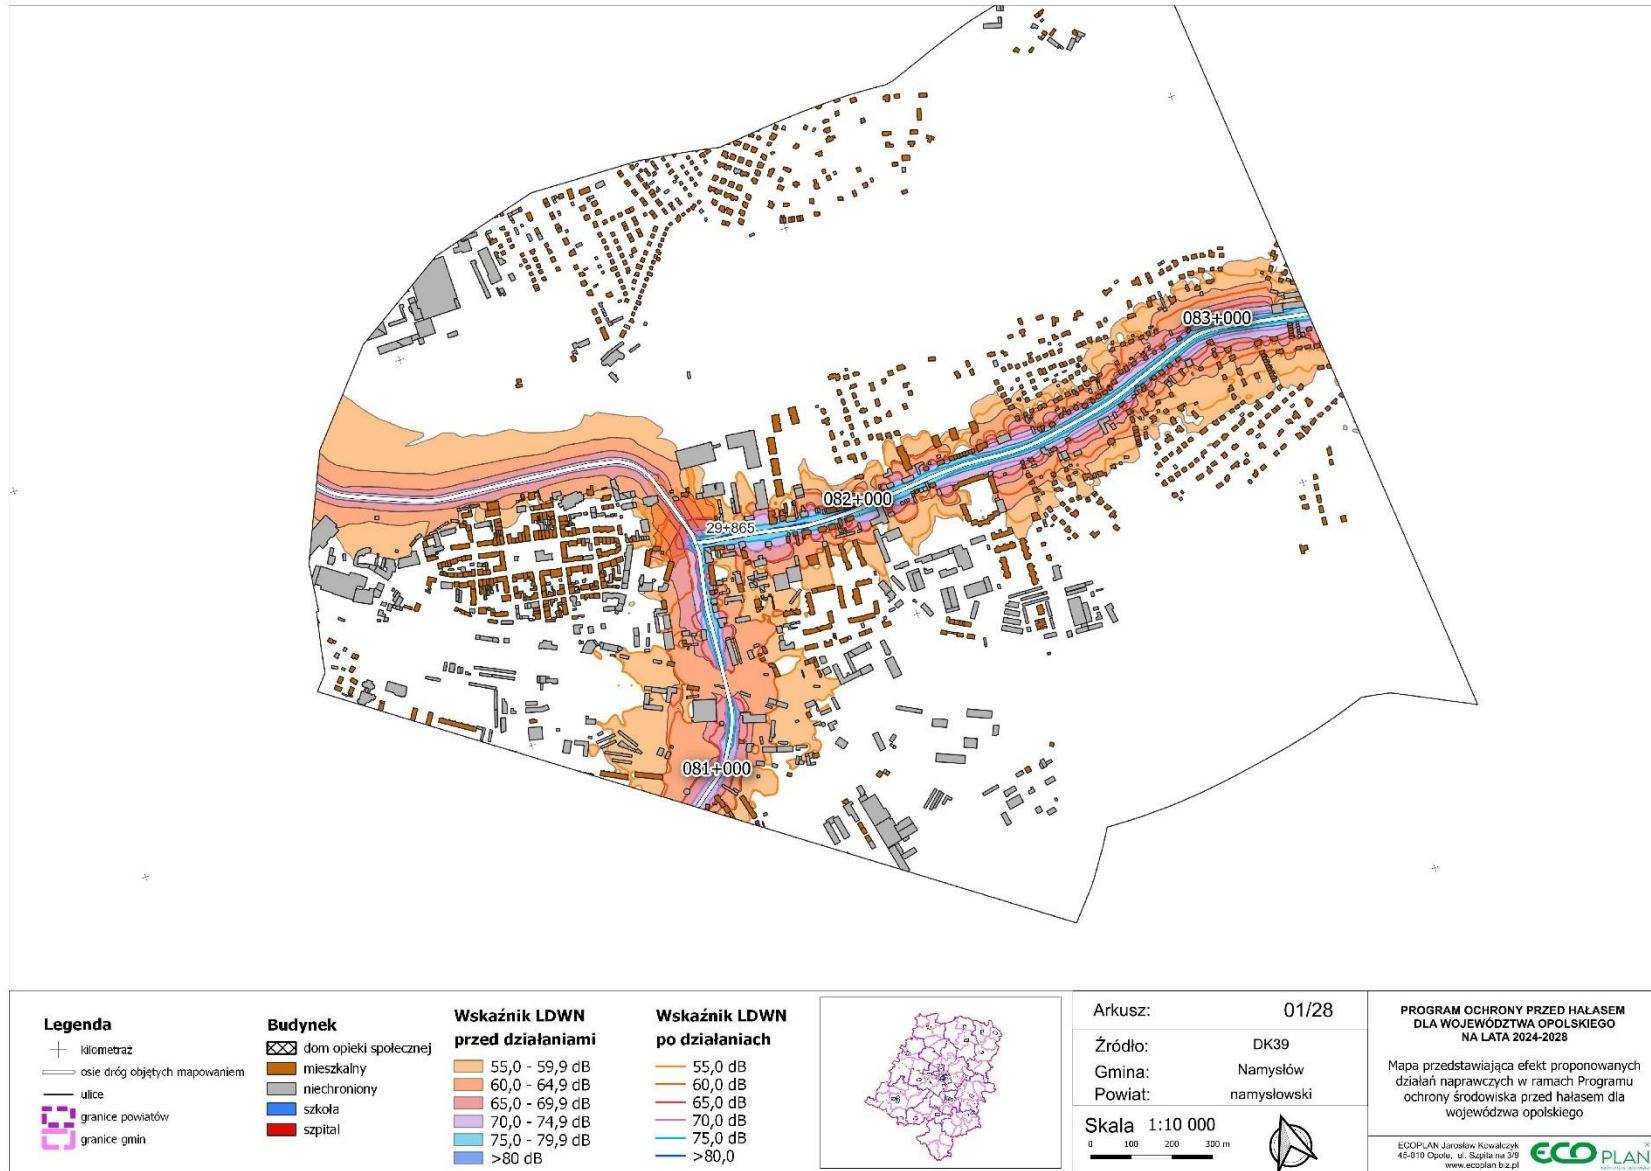 083+000
082+000
29+865
081+000
Legenda
kilometraż
osie dróg objętych mapowaniem
ulice
granice powiatów
granice gmin
Budynek
dom opieki społecznej
mieszkalny
niechroniony
szkoła
szpital
Wskaźnik LDWN
przed działaniami
55,0 - 59,9 dB
60,0 - 64,9 dB
65,0 - 69,9 dB
70,0 - 74,9 dB
75,0 - 79,9 dB
>80 dB
Wskaźnik LDWN
po działaniach
55,0 dB
60,0 dB
65,0 dB
70,0 dB
75,0 dB
>80,0
Arkusz: 01/28
Źródło: DK39
Gmina: Namysłów
Powiat: namysłowski
Skala 1:10 000
0 100 200 300 m
PROGRAM OCHRONY PRZED HAŁASEM
DLA WOJEWÓDZTWA OPOLSKIEGO
NA LATA 2024-2028
Mapa przedstawiająca efekt proponowanych
działań naprawczych w ramach Programu
ochrony środowiska przed hałasem dla
wojewódzwa opolskiego
ECOPLAN Jarosław Kowalczyk
45-010 Opole, ul. Szpitalna 3/9
www.ecoplan.biz.pl
ECO PLAN